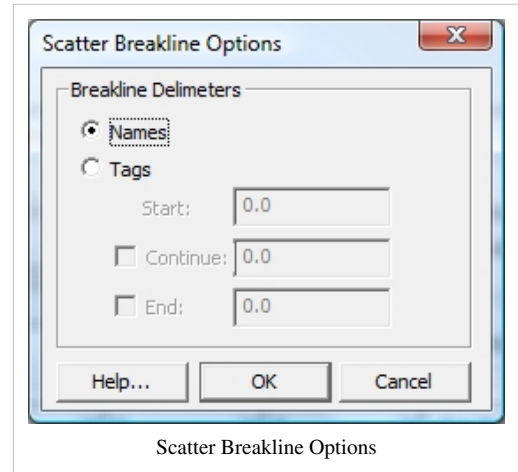 Scatter Breakline Options
Breakline Delimeters
Names
Tags
Start: 0.0
Continue: 0.0
End: 0.0
Help... OK Cancel
Scatter Breakline Options